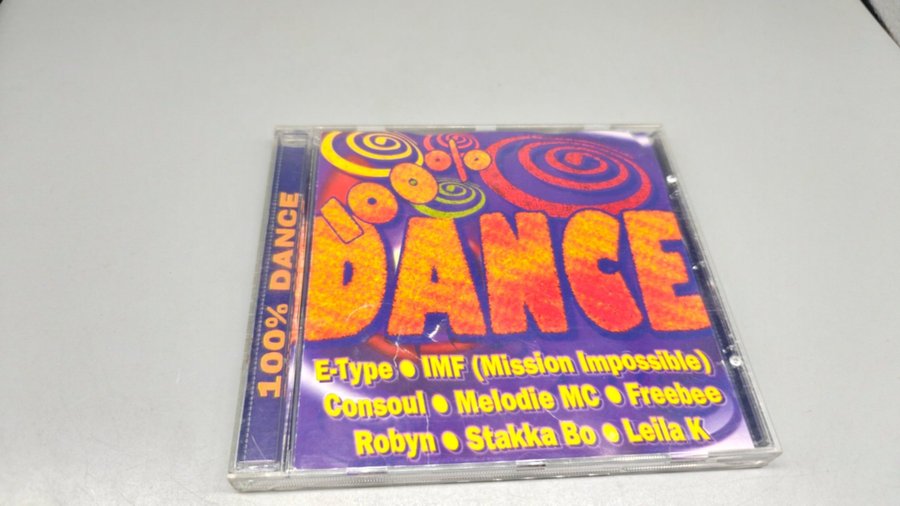 100% DANCE
100%
DANCE
E-Type • IMF (Mission Impossible)
Consoul • Melodie MC • Freebee
Robyn • Stakka Bo • Leila K